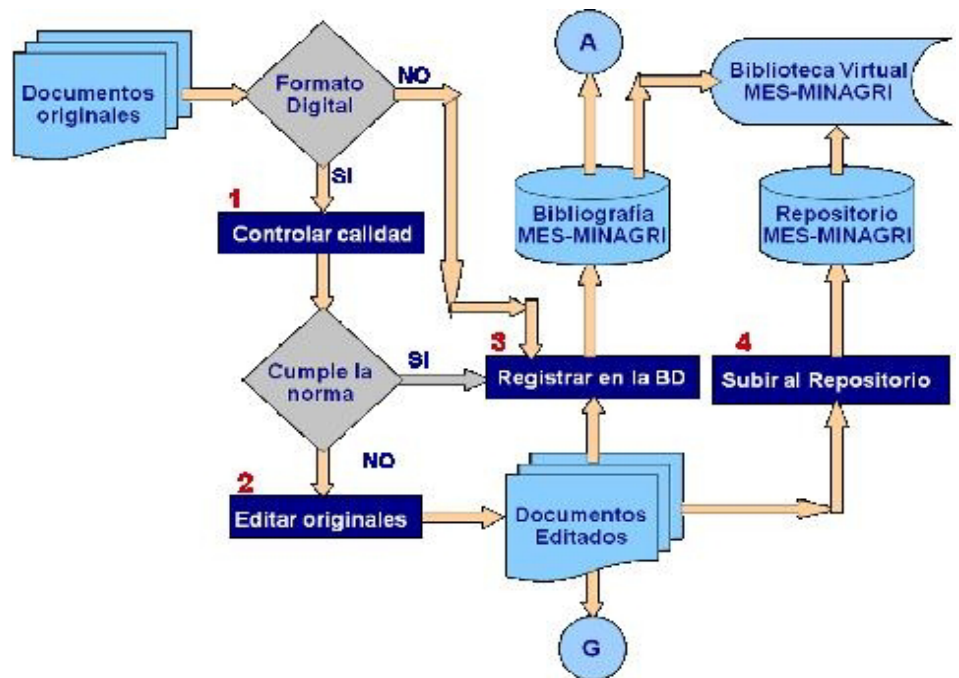 A
Documentos
originales
Formato
Digital
NO
Biblioteca Virtual
MES-MINAGRI
SI
1
Controlar calidad
Bibliografía
MES-MINAGRI
Repositorio
MES-MINAGRI
Cumple la
norma
SI
3
Registrar en la BD
4
Subir al Repositorio
NO
2
Editar originales
Documentos
Editados
G